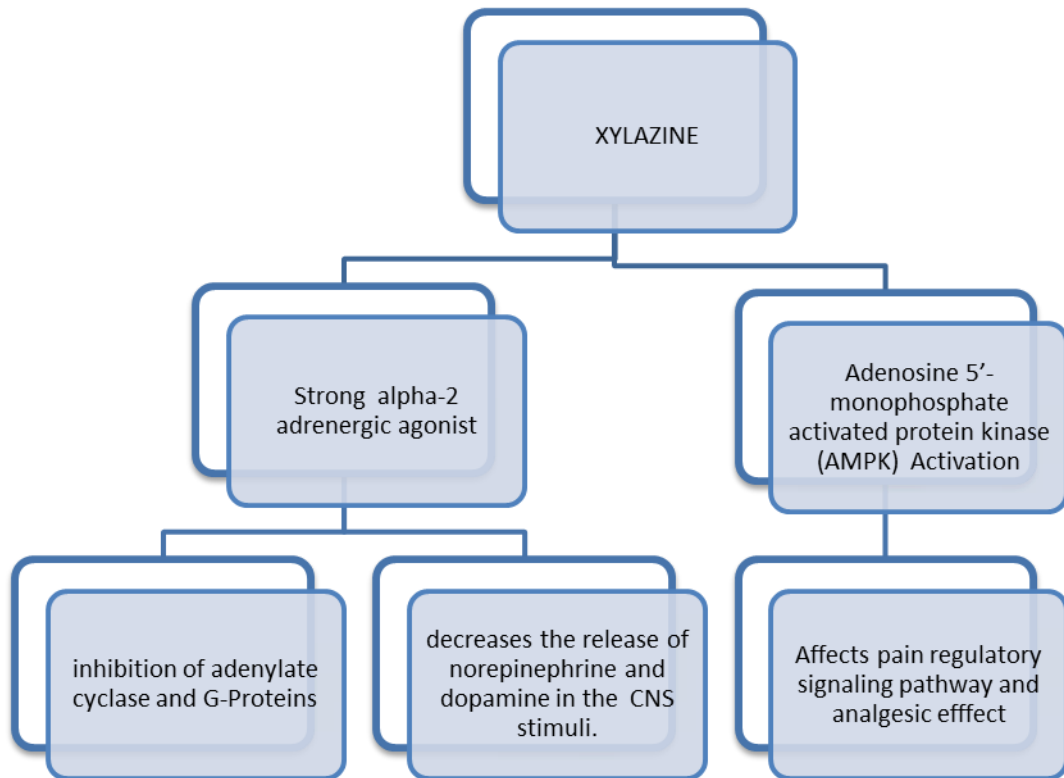 XYLAZINE
Strong alpha-2
adrenergic agonist
Adenosine 5’-
monophosphate
activated protein kinase
(AMPK) Activation
inhibition of adenylate
cyclase and G-Proteins
decreases the release of
norepinephrine and
dopamine in the CNS
stimuli.
Affects pain regulatory
signaling pathway and
analgesic efffect